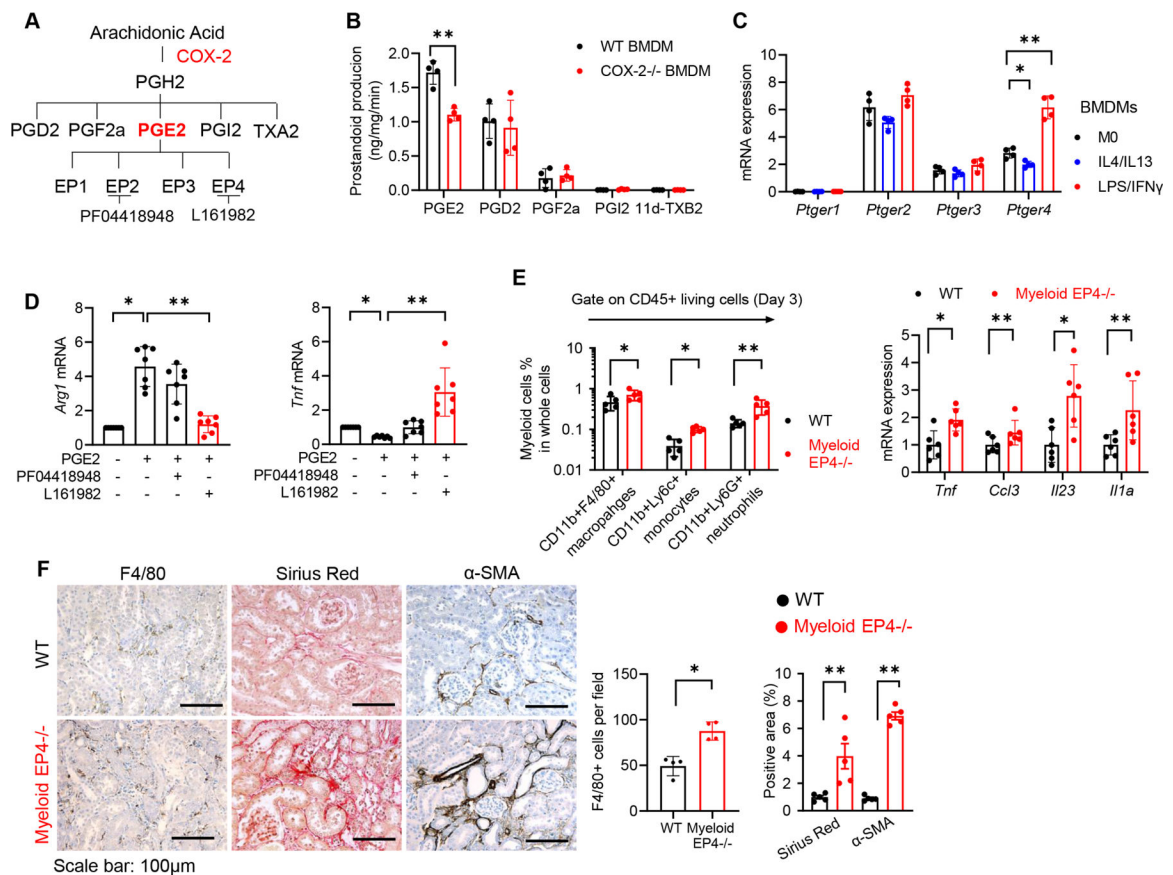 A
Arachidonic Acid
COX-2
PGH2
PGD2 PGF2a PGE2 PGI2 TXA2
EP1 EP2 EP3 EP4
PF04418948 L161982
B
**
WT BMDM
COX-2-/- BMDM
Prostandoid producion
(ng/mg/min)
2.0
1.5
1.0
0.5
0.0
PGE2 PGD2 PGF2a PGI2 11d-TXB2
C
**
*
mRNA expression
8
6
4
2
0
BMDMs
M0
IL4/IL13
LPS/IFNγ
Ptger1 Ptger2 Ptger3 Ptger4
D
* **
Arg1 mRNA
8
6
4
2
0
PGE2 - + + +
PF04418948 - - + -
L161982 - - - +
* **
Tnf mRNA
8
6
4
2
0
PGE2 - + + +
PF04418948 - - + -
L161982 - - - +
E
Gate on CD45+ living cells (Day 3)
* * **
Myeloid cells %
in whole cells
10
1
0.1
0.01
WT
Myeloid
EP4-/-
CD11b+F4/80+
macropahges
CD11b+Ly6c+
monocytes
CD11b+Ly6G+
neutrophils
WT Myeloid EP4-/-
* ** * **
mRNA expression
5
4
3
2
1
0
Tnf Ccl3 Il23 Il1a
F
F4/80 Sirius Red α-SMA
WT
Myeloid EP4-/-
Scale bar: 100μm
*
F4/80+ cells per field
150
100
50
0
WT Myeloid
EP4-/-
WT
Myeloid EP4-/-
** **
Positive area (%)
10
8
6
4
2
0
Sirius Red
α-SMA